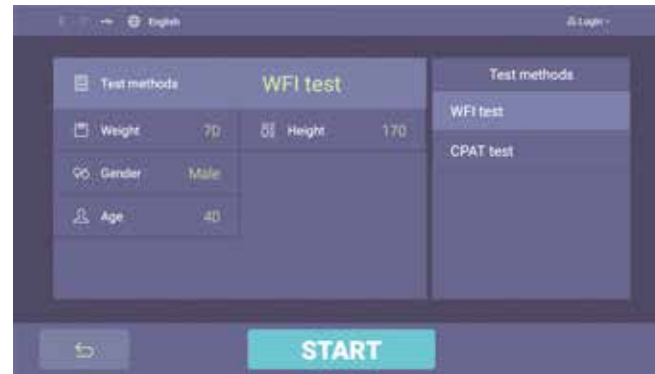 English
Login
Test methods WFI test
Weight 70 Height 170
Gender Male
Age 40
Test methods
WFI test
CPAT test
START